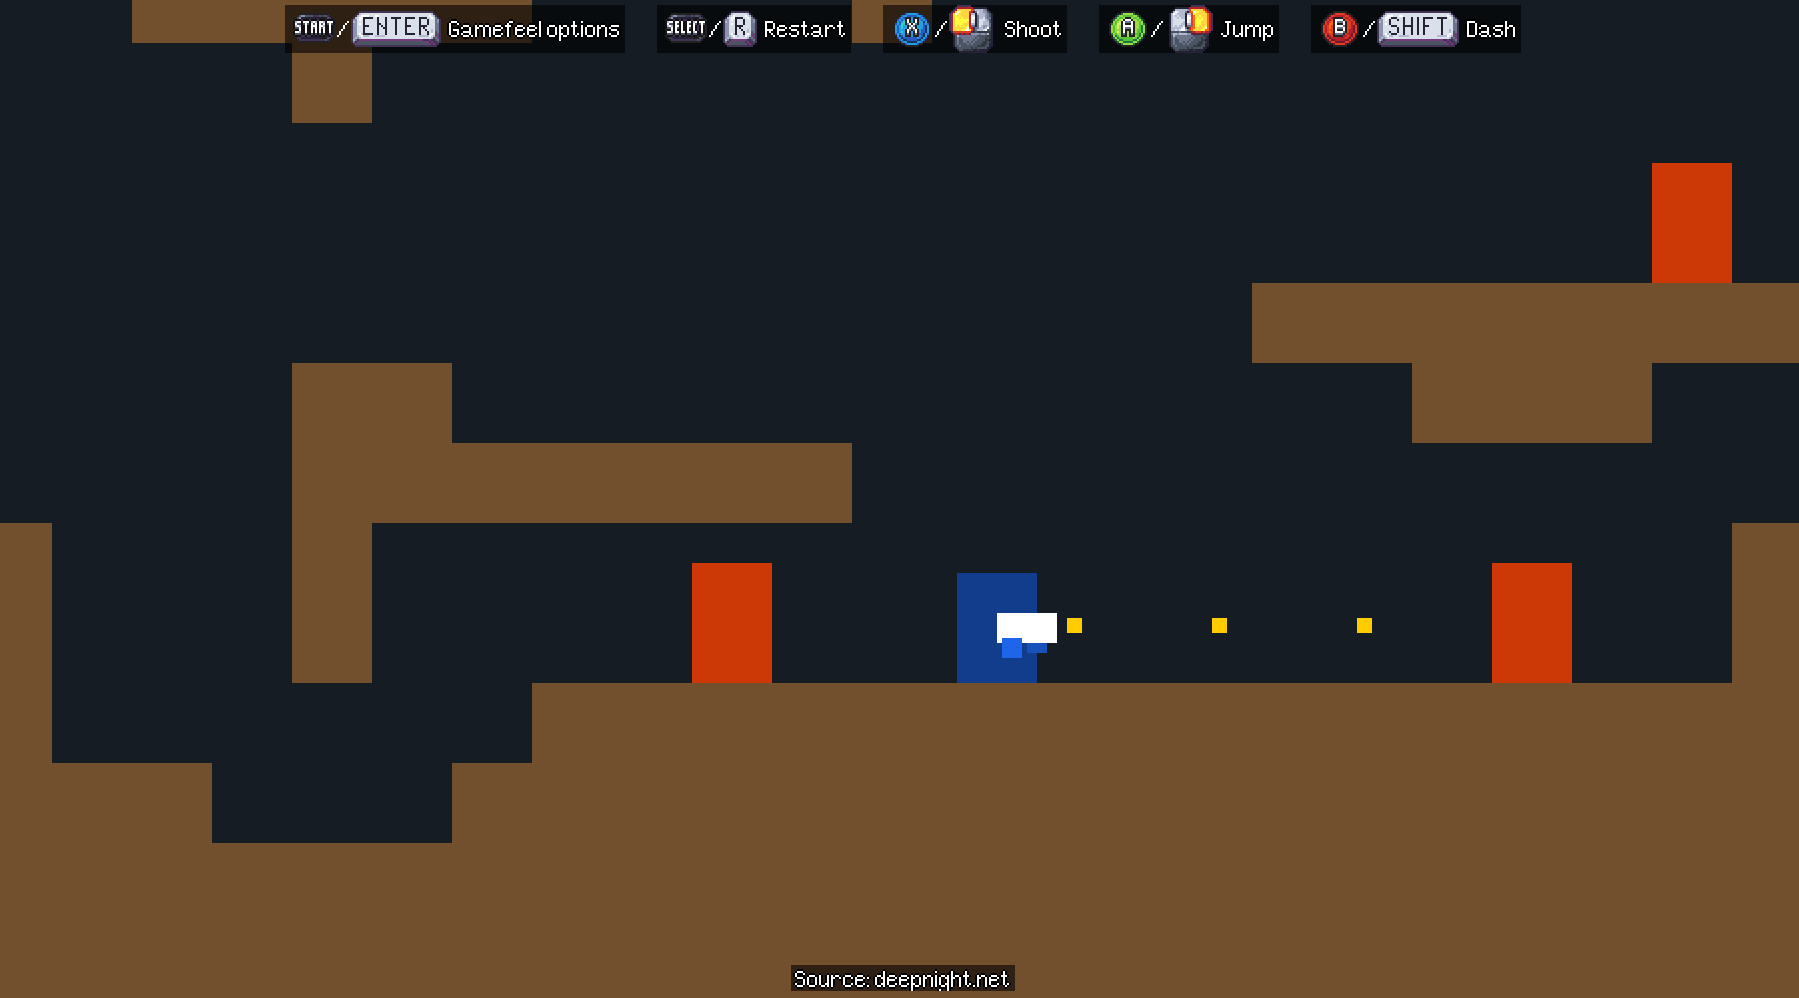 START / ENTER Gamefeel options SELECT / R Restart X / Shoot A / Jump B / SHIFT Dash
Source: deepnight.net